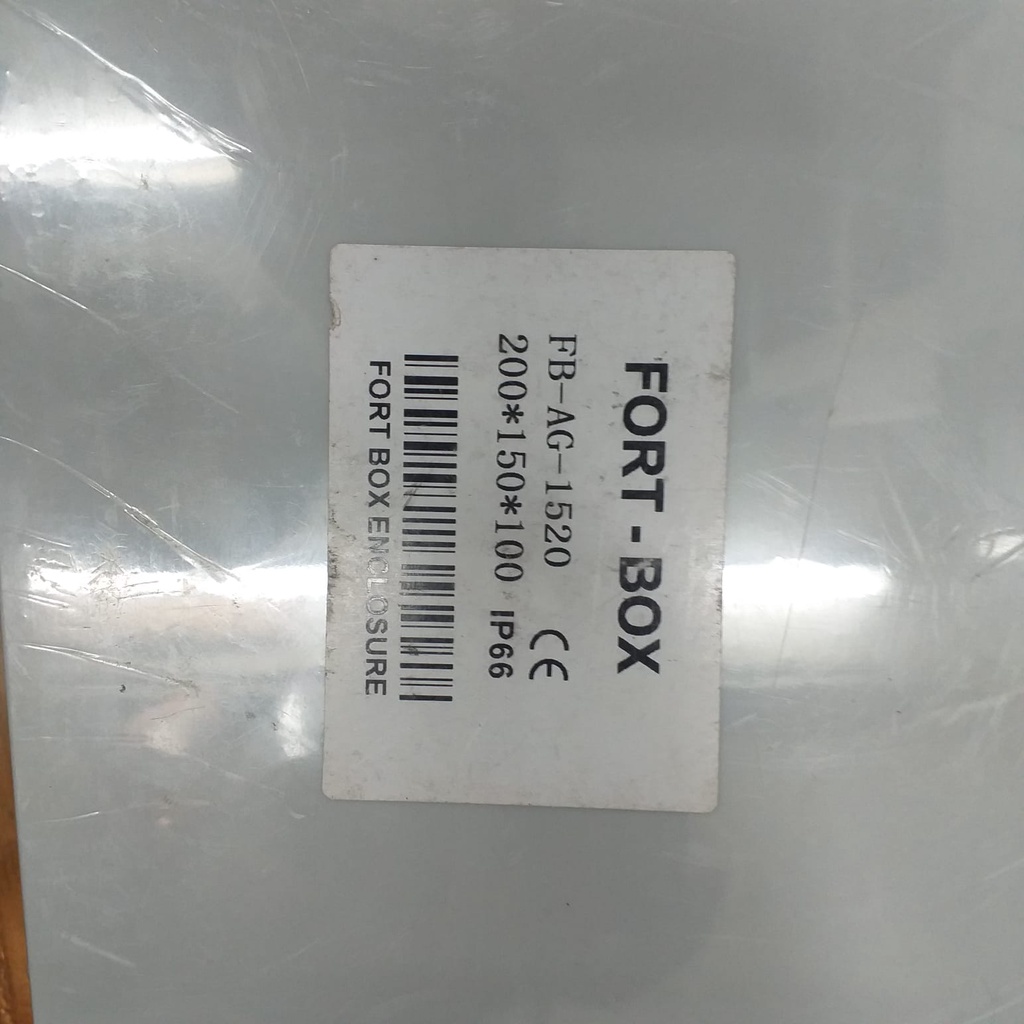 FORT - BOX
FB-AG-1520 CE
200*150*100 IP66
FORT BOX ENCLOSURE